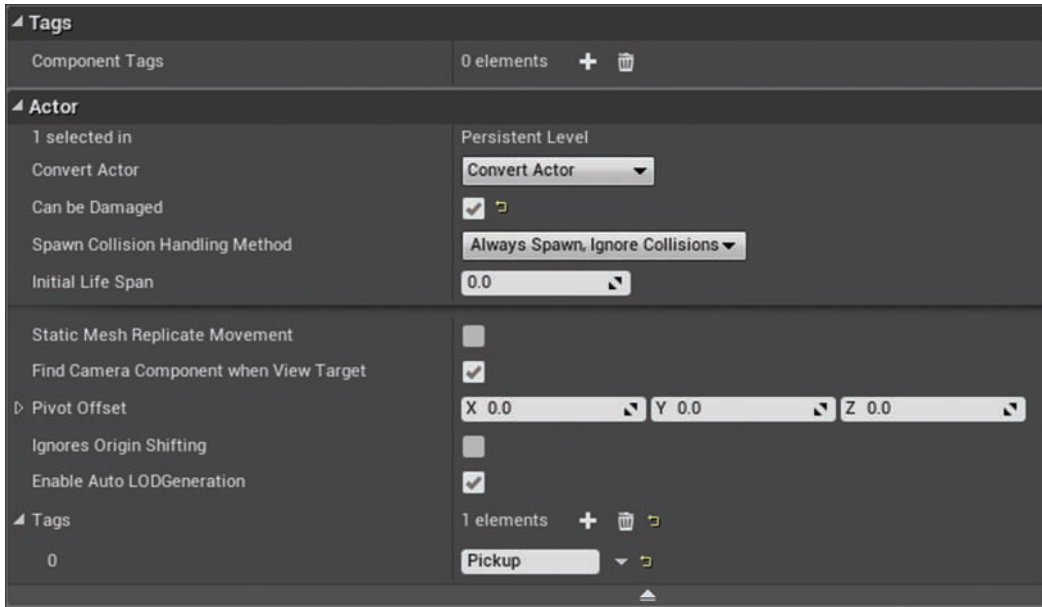 Tags
Component Tags 0 elements
Actor
1 selected in Persistent Level
Convert Actor Convert Actor
Can be Damaged
Spawn Collision Handling Method Always Spawn, Ignore Collisions
Initial Life Span 0.0
Static Mesh Replicate Movement
Find Camera Component when View Target
Pivot Offset X 0.0 Y 0.0 Z 0.0
Ignores Origin Shifting
Enable Auto LODGeneration
Tags 1 elements
0 Pickup